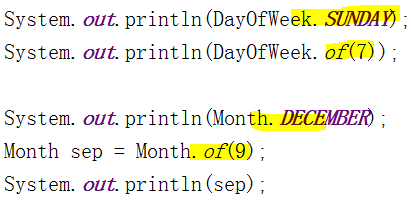 System.out.println(DayOfWeek.SUNDAY);
System.out.println(DayOfWeek.of(7));
System.out.println(Month.DECEMBER);
Month sep = Month.of(9);
System.out.println(sep);